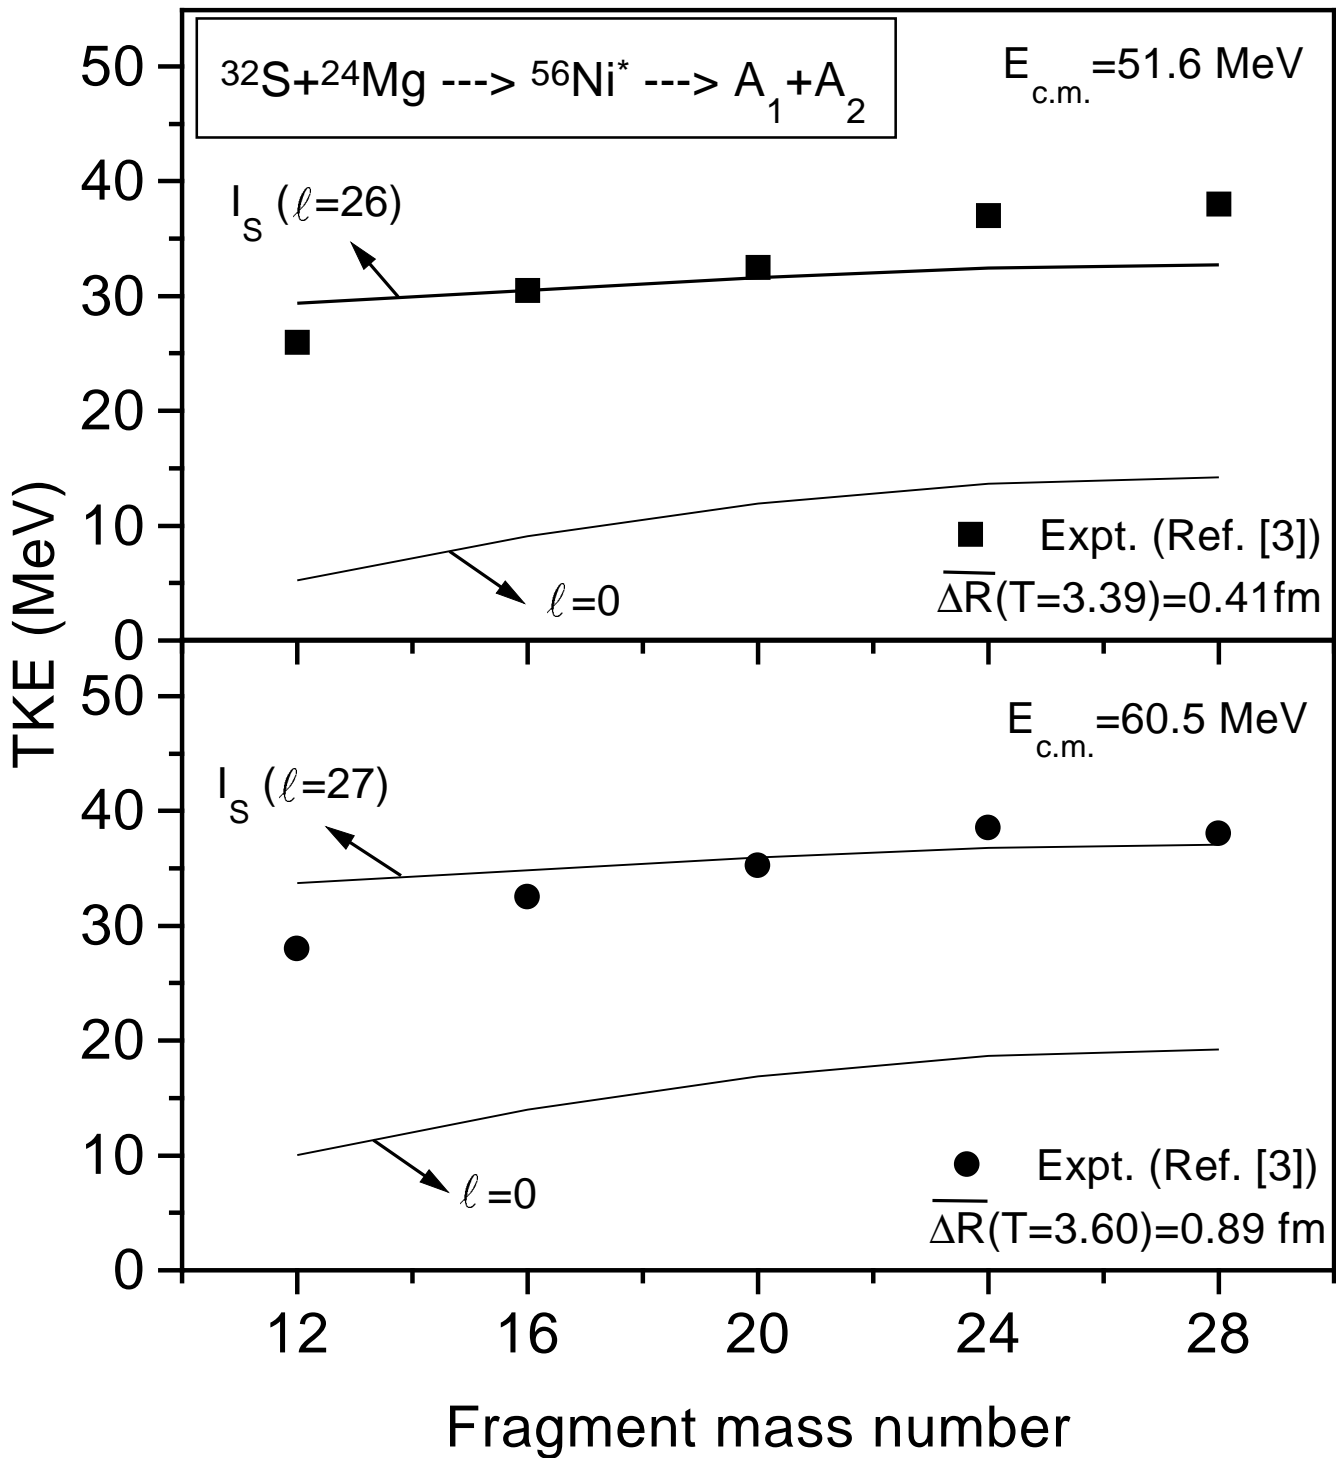 ³²S+²⁴Mg ---> ⁵⁶Ni* ---> A₁+A₂
E_c.m.=51.6 MeV
50
40
30
20
10
0
I_S (ℓ=26)
ℓ=0
Expt. (Ref. [3])
Δ̅R̅(T=3.39)=0.41fm
TKE (MeV)
E_c.m.=60.5 MeV
50
40
30
20
10
0
I_S (ℓ=27)
ℓ=0
Expt. (Ref. [3])
Δ̅R̅(T=3.60)=0.89 fm
12 16 20 24 28
Fragment mass number